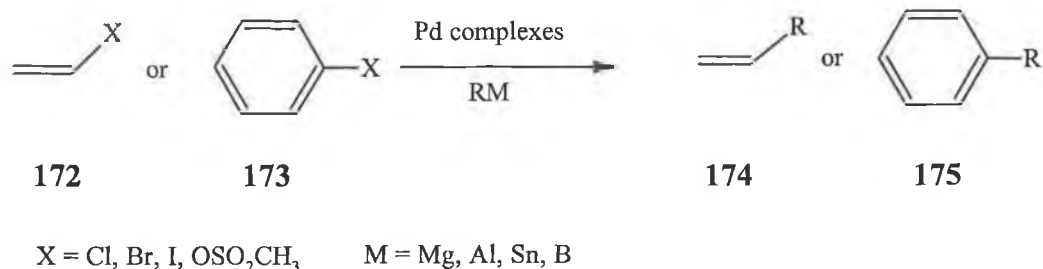 X or X Pd complexes R or R
RM
172 173 174 175
X = Cl, Br, I, OSO₂CH₃ M = Mg, Al, Sn, B